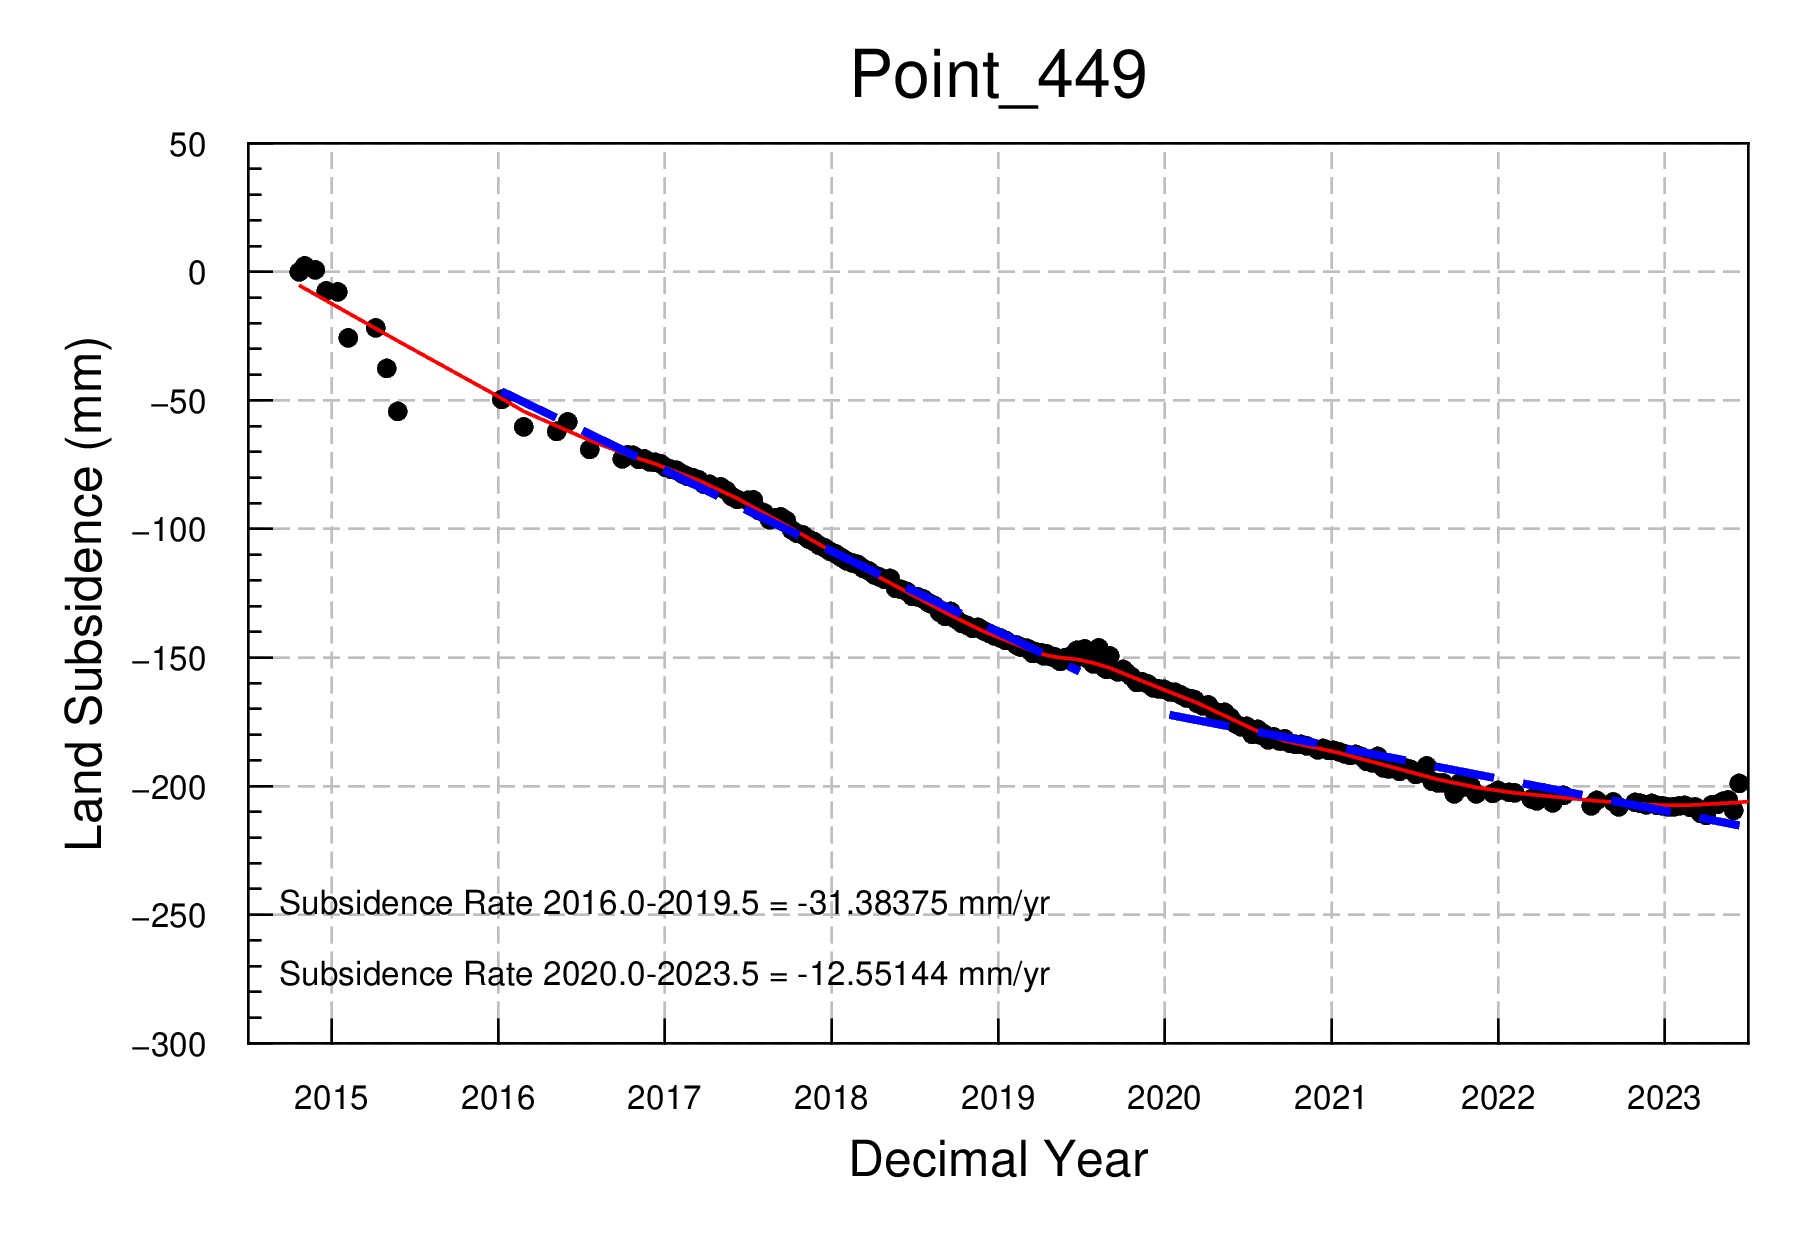 Point_449
50
0
−50
−100
−150
−200
−250
−300
Land Subsidence (mm)
Subsidence Rate 2016.0-2019.5 = -31.38375 mm/yr
Subsidence Rate 2020.0-2023.5 = -12.55144 mm/yr
2015 2016 2017 2018 2019 2020 2021 2022 2023
Decimal Year